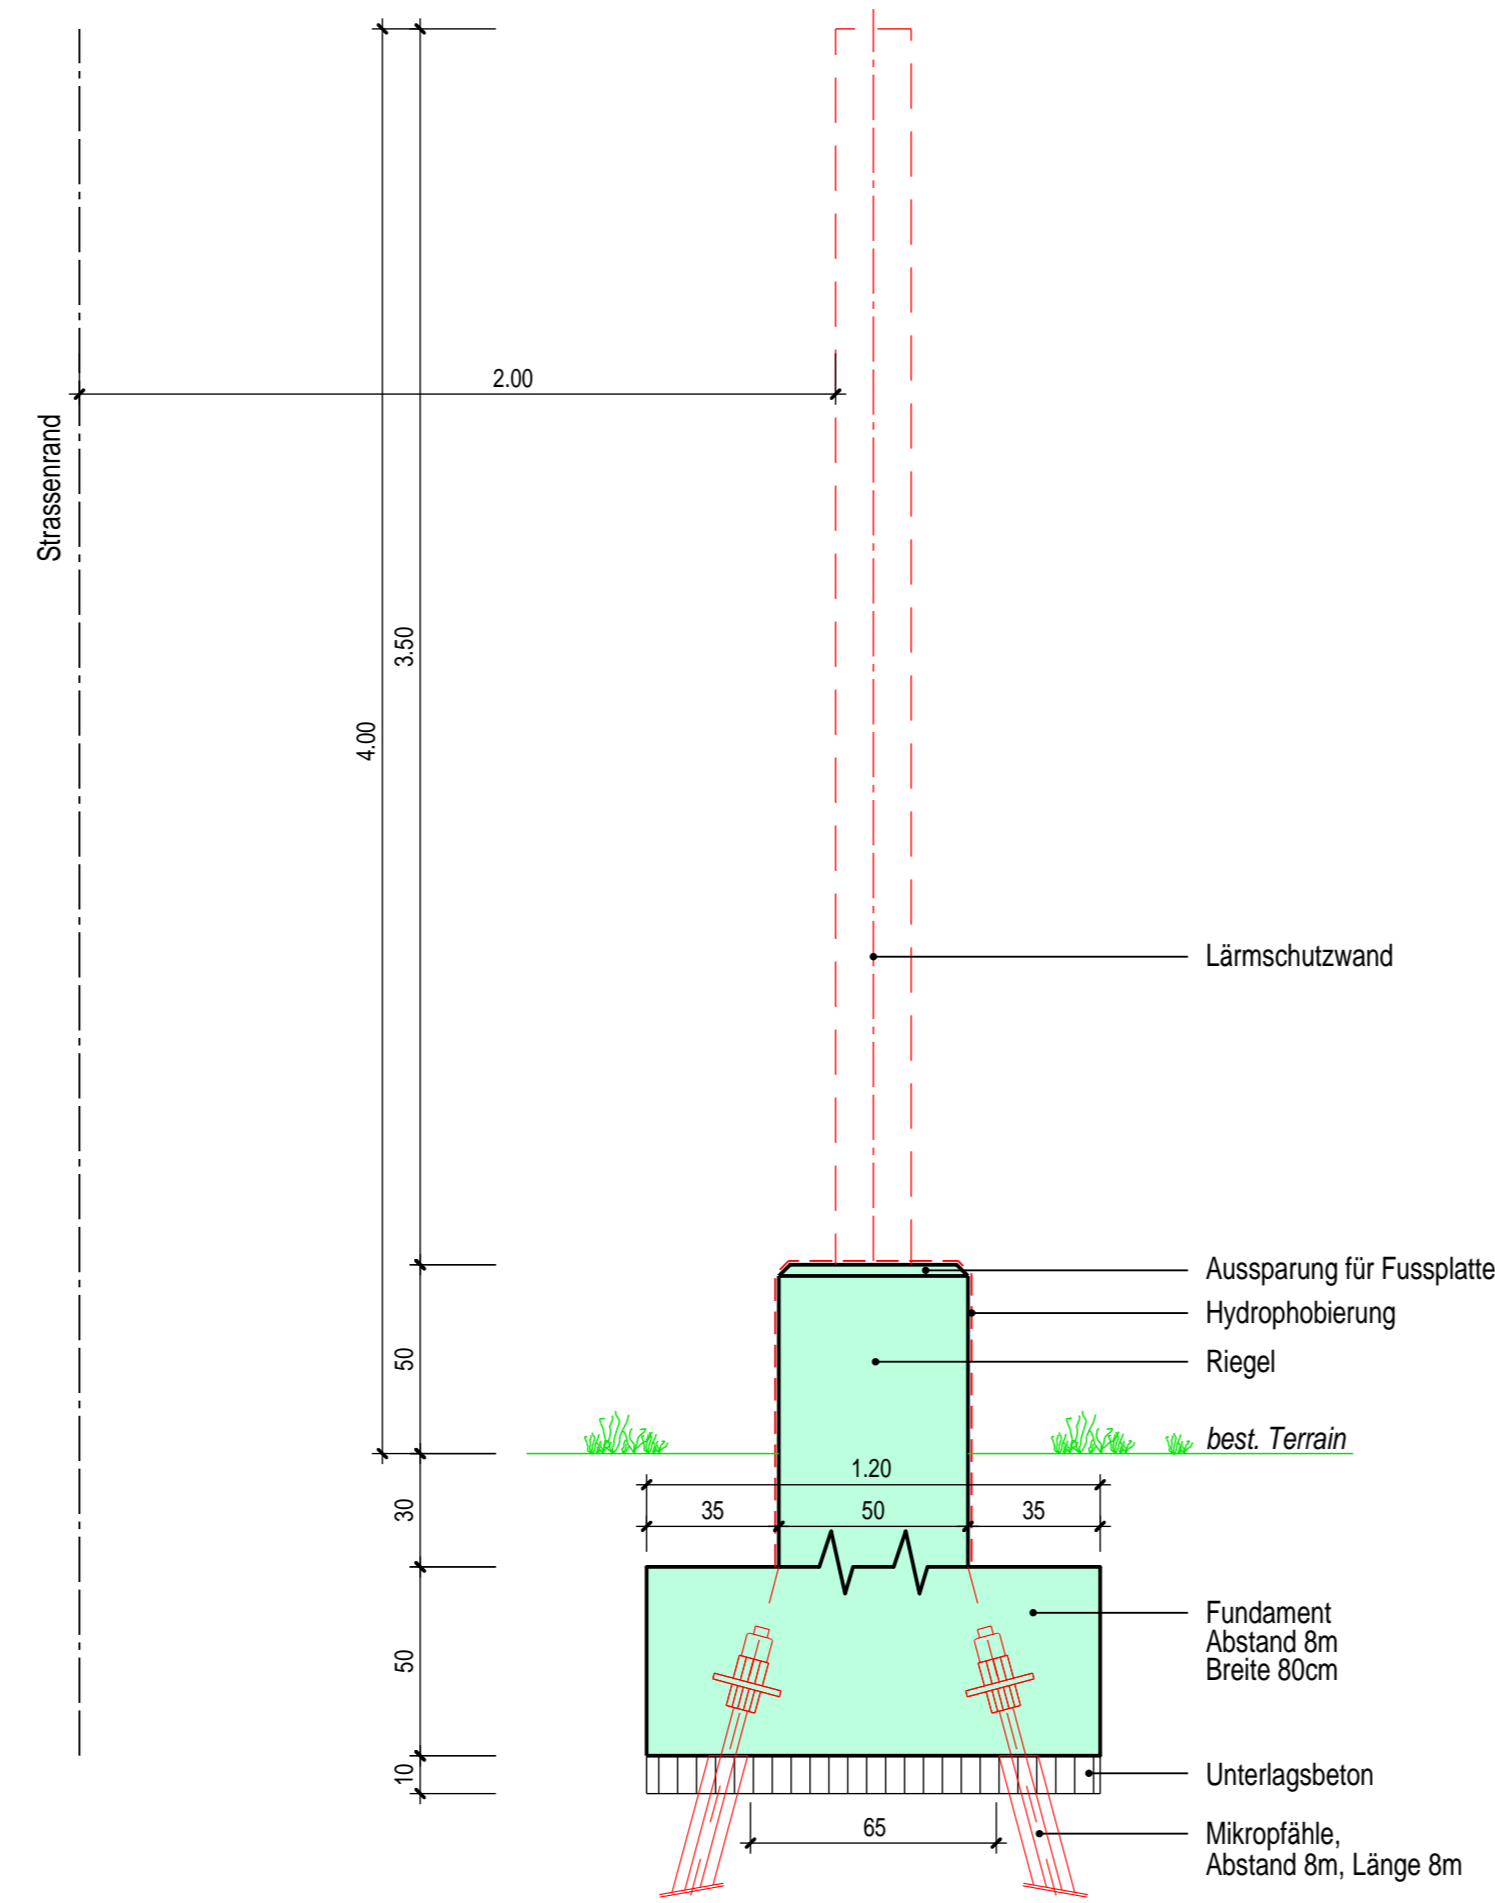 2.00
Strassenrand
3.50
4.00
Lärmschutzwand
Aussparung für Fussplatte
Hydrophobierung
50
Riegel
best. Terrain
1.20
30
35
50
35
Fundament
Abstand 8m
Breite 80cm
50
10
Unterlagsbeton
65
Mikropfähle,
Abstand 8m, Länge 8m